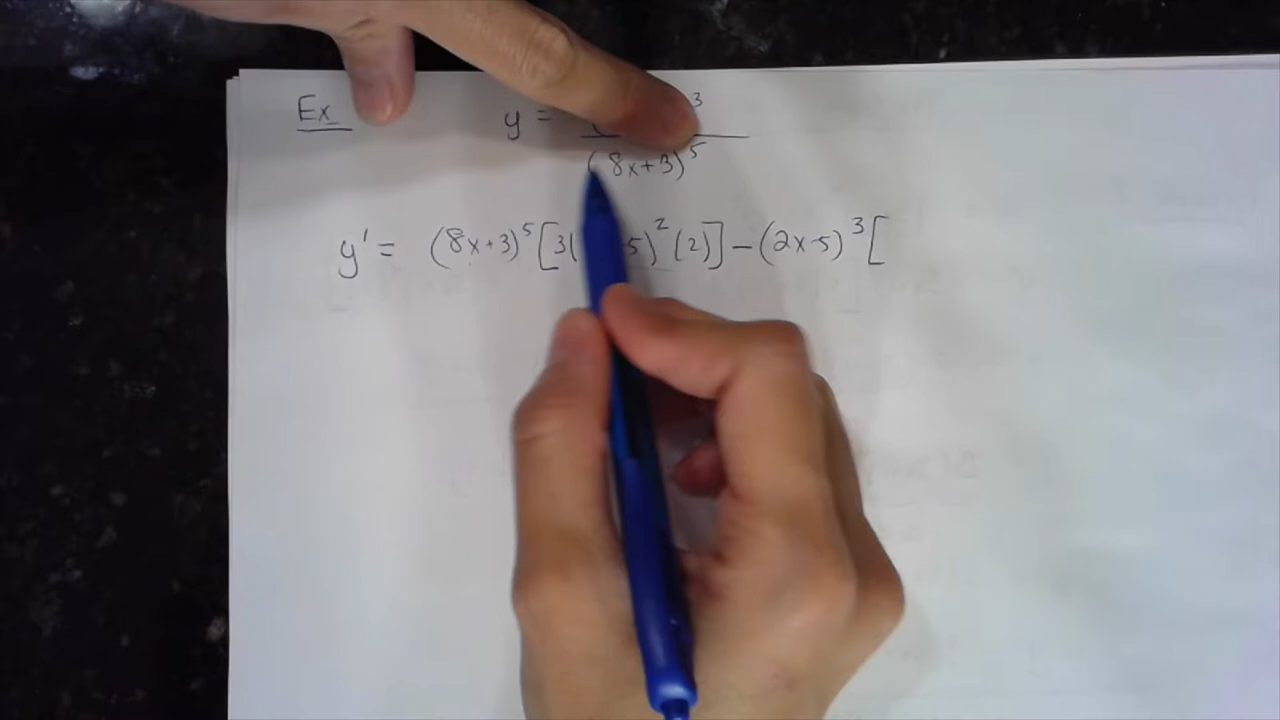 Ex
y = ( 3
(8x+3)^5
y' = (8x+3)^5 [3( -5)^2 (2)] - (2x-5)^3 [